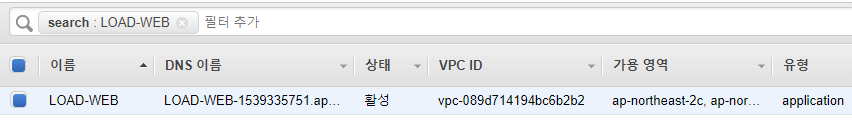 search : LOAD-WEB 필터 추가
이름 DNS 이름 상태 VPC ID 가용 영역 유형
LOAD-WEB LOAD-WEB-1539335751.ap... 활성 vpc-089d714194bc6b2b2 ap-northeast-2c, ap-nor... application